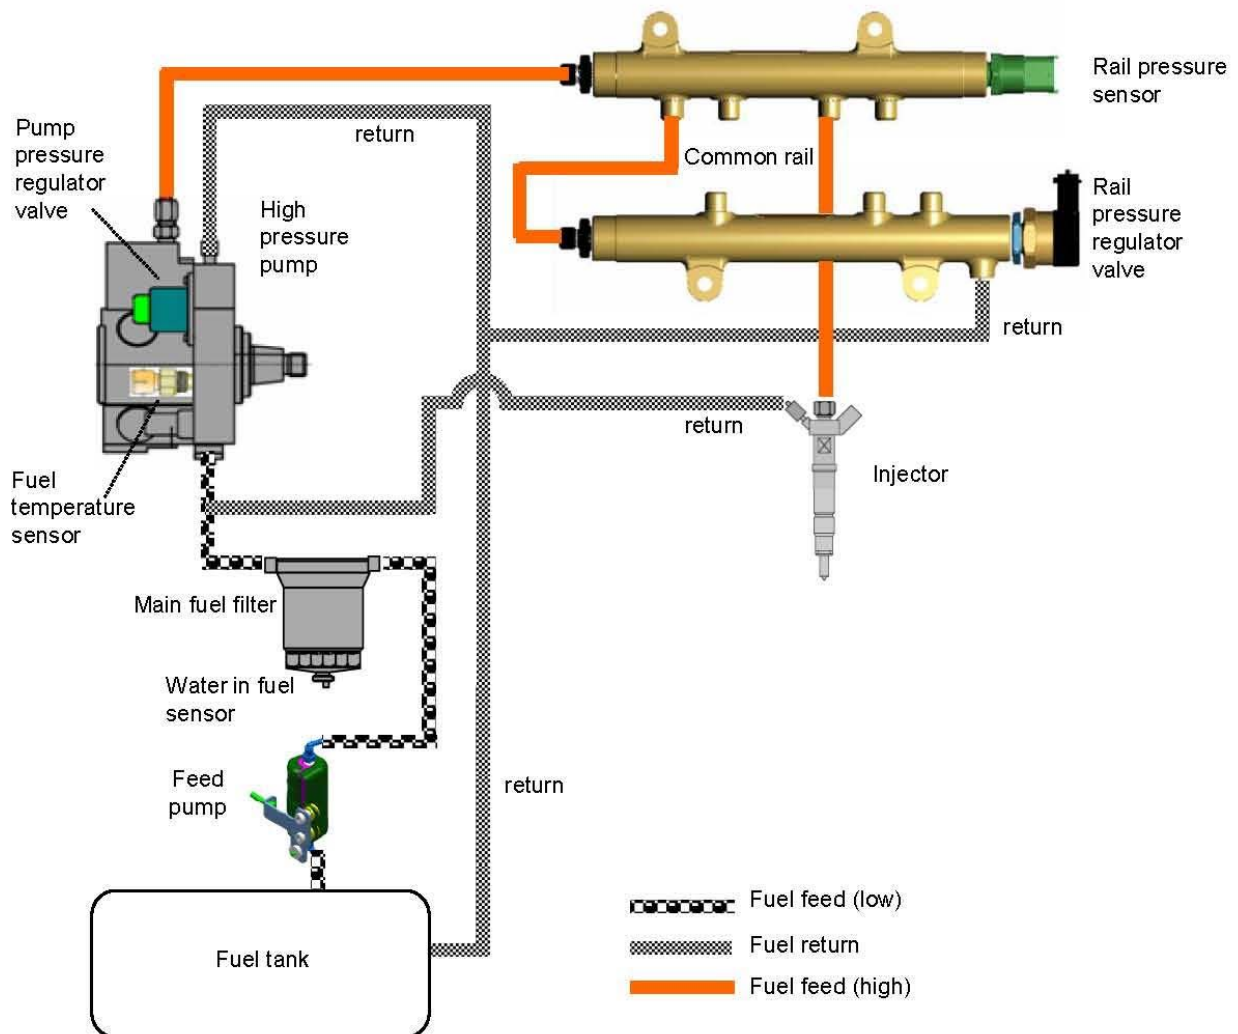 Rail pressure
sensor
return
Pump
pressure
regulator
valve
Common rail
High
pressure
pump
Rail
pressure
regulator
valve
return
return
Injector
Fuel
temperature
sensor
Main fuel filter
Water in fuel
sensor
Feed
pump
return
Fuel tank
Fuel feed (low)
Fuel return
Fuel feed (high)